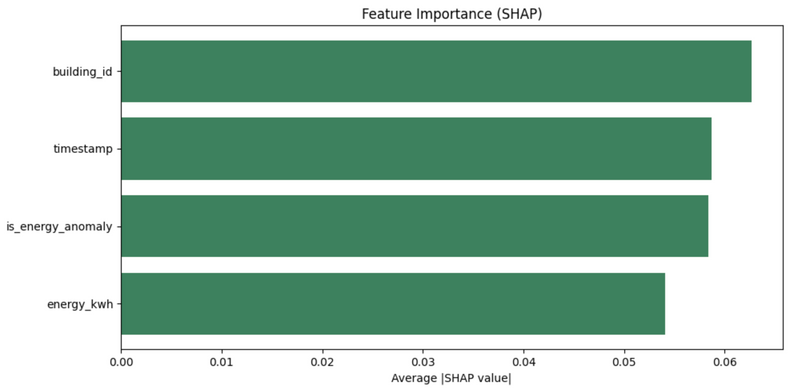 Feature Importance (SHAP)
building_id
timestamp
is_energy_anomaly
energy_kwh
0.00 0.01 0.02 0.03 0.04 0.05 0.06
Average |SHAP value|